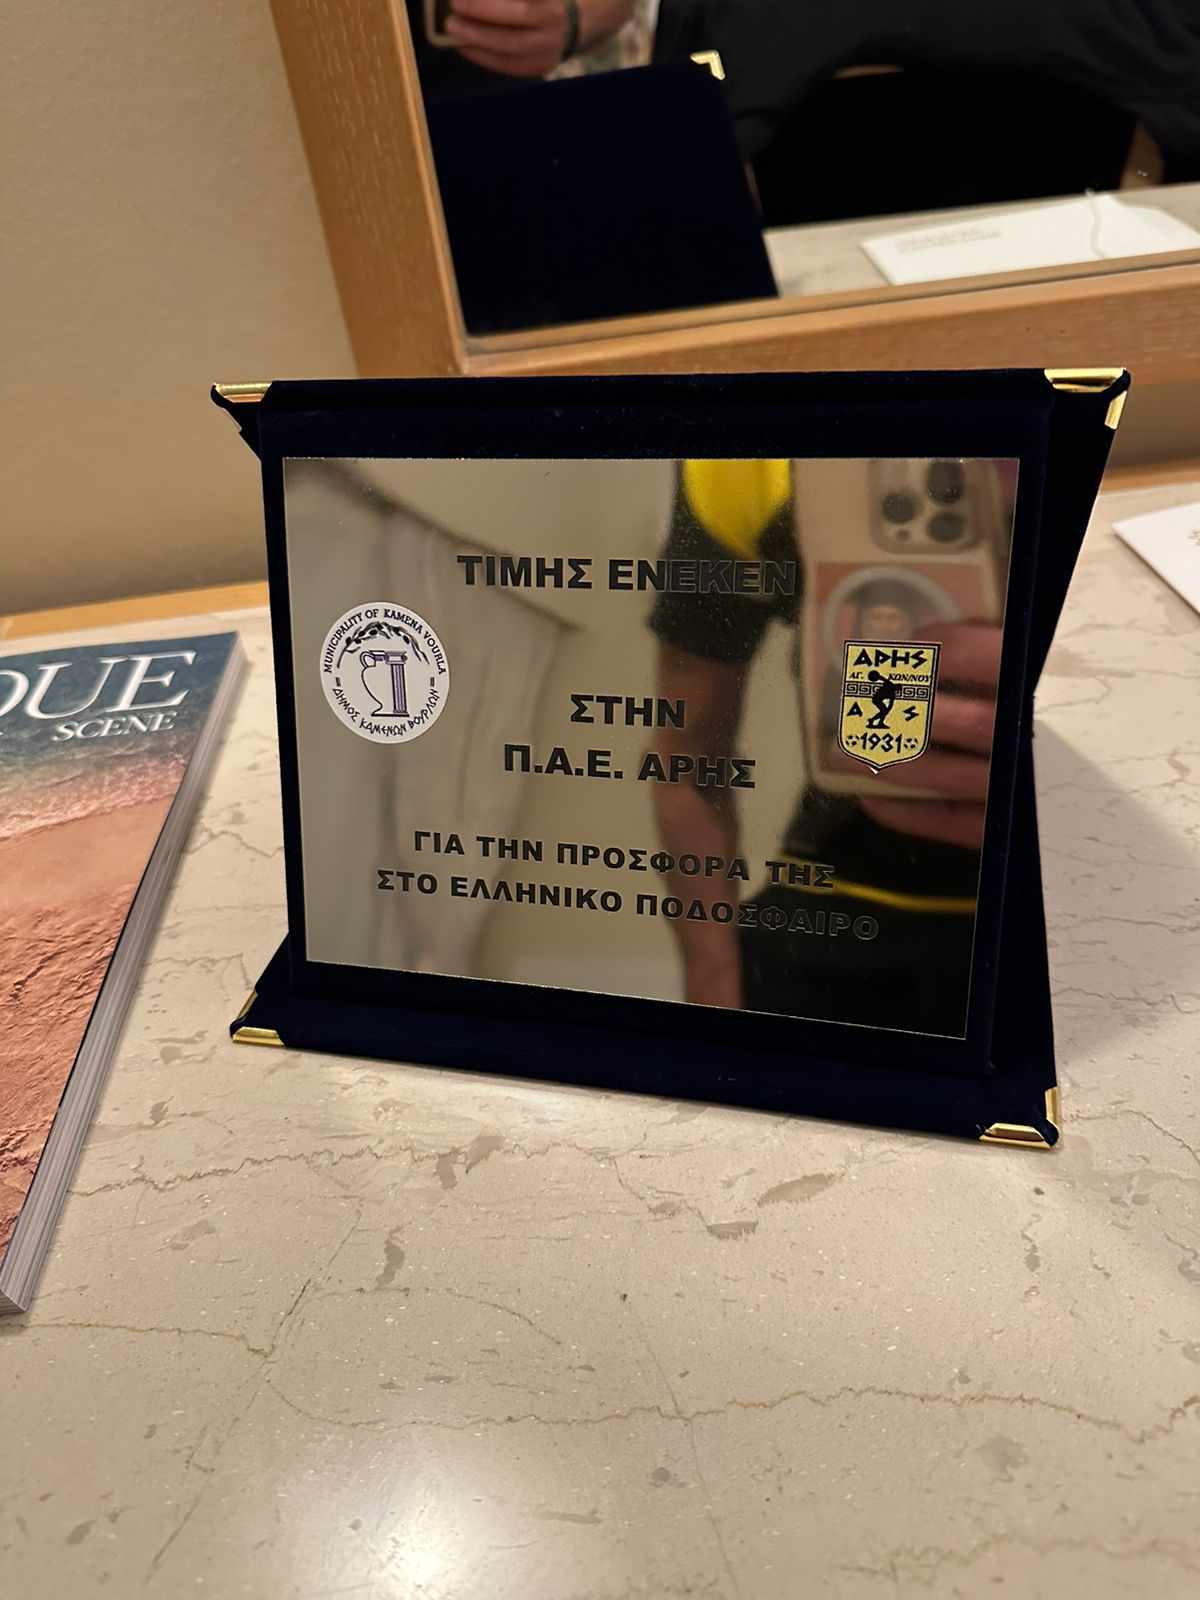 QUE
SCENE
ΤΙΜΗΣ ΕΝΕΚΕΝ
MUNICIPALITY OF KAMENA VOURLA
ΔΗΜΟΣ ΚΑΜΕΝΩΝ ΒΟΥΡΛΩΝ
ΣΤΗΝ
Π.Α.Ε. ΑΡΗΣ
ΑΡΗΣ
ΑΓ. ΚΩΝ/ΝΟΥ
Α S
1931
ΓΙΑ ΤΗΝ ΠΡΟΣΦΟΡΑ ΤΗΣ
ΣΤΟ ΕΛΛΗΝΙΚΟ ΠΟΔΟΣΦΑΙΡΟ